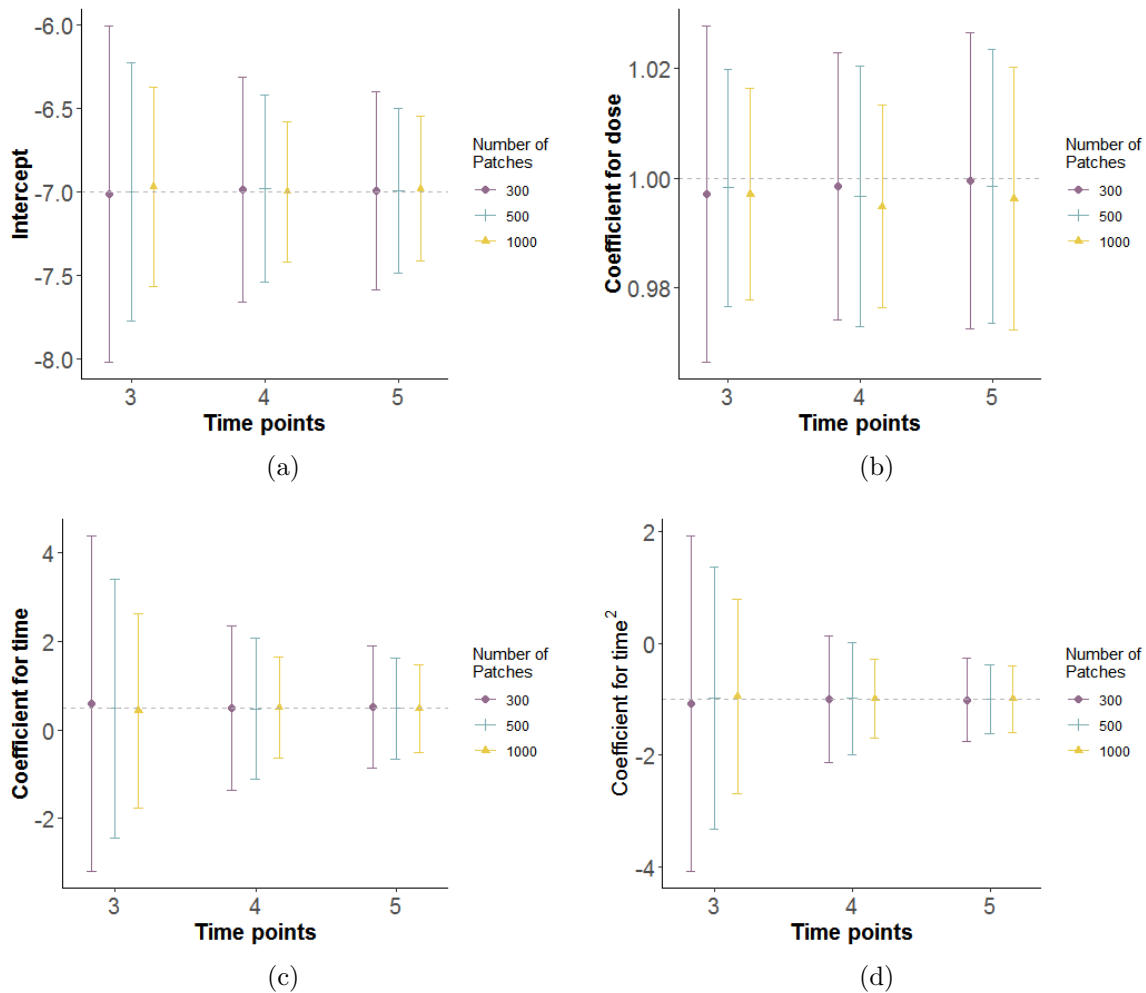 -6.0
-6.5
-7.0
-7.5
-8.0
Intercept
3 4 5
Time points
Number of
Patches
300
500
1000
(a)
1.02
1.00
0.98
Coefficient for dose
3 4 5
Time points
Number of
Patches
300
500
1000
(b)
4
2
0
-2
Coefficient for time
3 4 5
Time points
Number of
Patches
300
500
1000
(c)
2
0
-2
-4
Coefficient for time²
3 4 5
Time points
Number of
Patches
300
500
1000
(d)